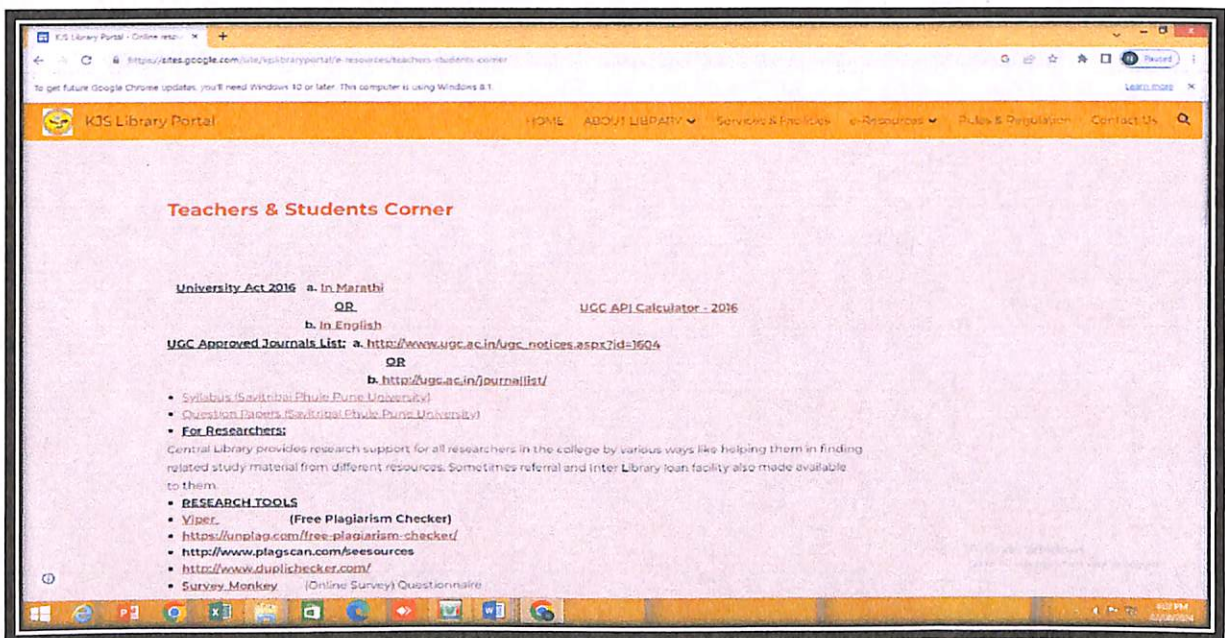 KJS Library Portal - Online resou
https://sites.google.com/site/kjslibraryportal/e-resources/teachers-students-corner
Paused
To get future Google Chrome updates, you'll need Windows 10 or later. This computer is using Windows 8.1.
Learn more
KJS Library Portal
HOME ABOUT LIBRARY Services & Facilities e-Resources Rules & Regulation Contact Us
Teachers & Students Corner
University Act 2016 a. In Marathi
OR
UGC API Calculator - 2016
b. In English
UGC Approved Journals List: a. http://www.ugc.ac.in/ugc_notices.aspx?id=1604
OR
b. http://ugc.ac.in/journallist/
• Syllabus (Savitribai Phule Pune University)
• Question Papers (Savitribai Phule Pune University)
• For Researchers:
Central Library provides research support for all researchers in the college by various ways like helping them in finding
related study material from different resources. Sometimes referral and Inter Library loan facility also made available
to them.
• RESEARCH TOOLS
• Viper (Free Plagiarism Checker)
• https://unplag.com/free-plagiarism-checker/
• http://www.plagscan.com/seesources
• http://www.duplichecker.com/
• Survey Monkey (Online Survey) Questionnaire